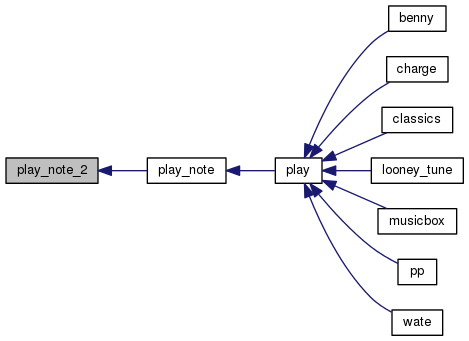 benny
charge
classics
play_note_2
play_note
play
looney_tune
musicbox
pp
wate